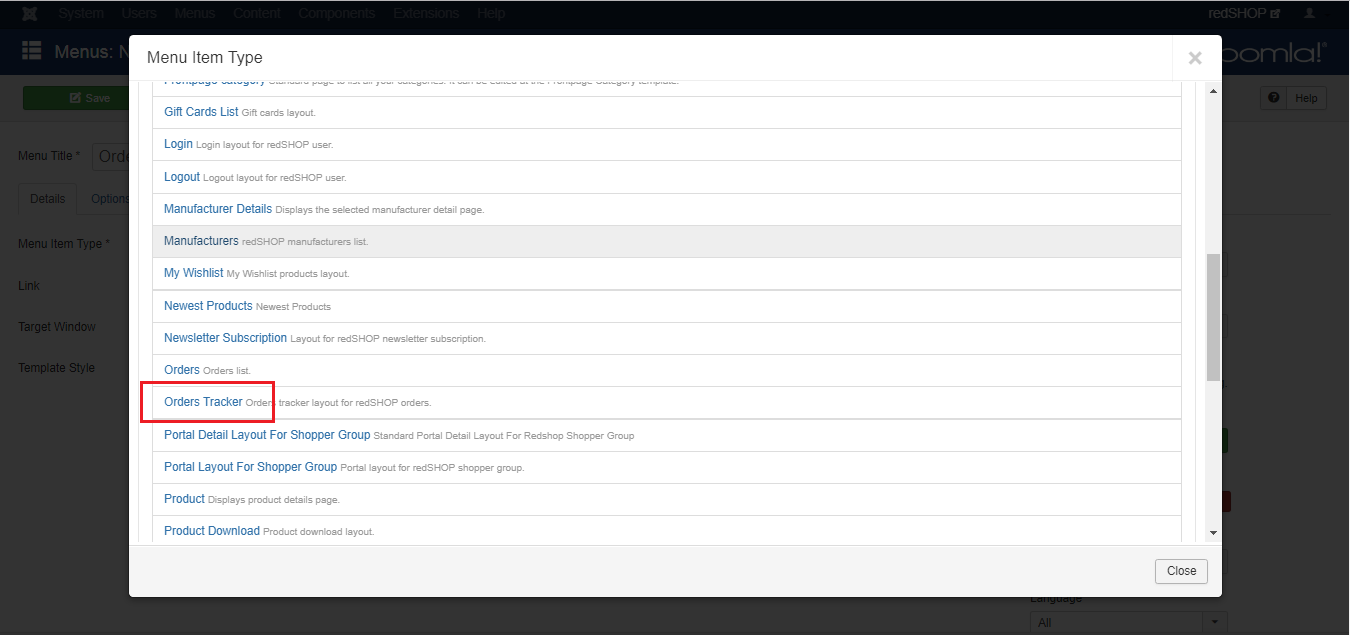 System Users Menus Content Components Extensions Help redSHOP
Menus: N
oomla!
Menu Item Type
×
Save
Help
Frontpage category Standard page to list all your categories. It can be edited at the Frontpage Category template.
Gift Cards List Gift cards layout.
Login Login layout for redSHOP user.
Menu Title *
Orde
Logout Logout layout for redSHOP user.
Details
Options
Manufacturer Details Displays the selected manufacturer detail page.
Menu Item Type *
Manufacturers redSHOP manufacturers list.
My Wishlist My Wishlist products layout.
Link
Newest Products Newest Products
Target Window
Newsletter Subscription Layout for redSHOP newsletter subscription.
Template Style
Orders Orders list.
Orders Tracker Orders tracker layout for redSHOP orders.
Portal Detail Layout For Shopper Group Standard Portal Detail Layout For Redshop Shopper Group
Portal Layout For Shopper Group Portal layout for redSHOP shopper group.
Product Displays product details page.
Product Download Product download layout.
Close
Language
All